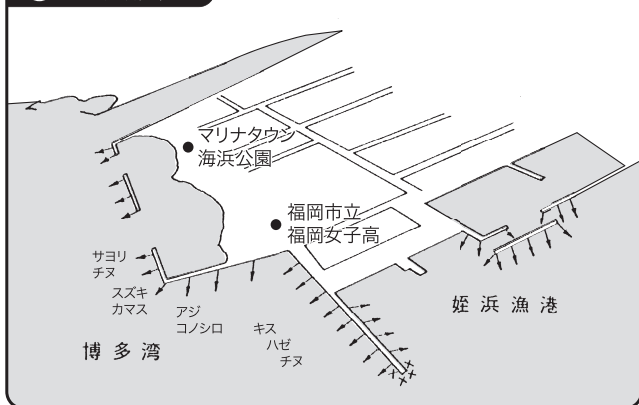 マリナタウン
海浜公園
福岡市立
福岡女子高
サヨリ
チヌ
スズキ
カマス
アジ
コノシロ
キス
ハゼ
チヌ
姪浜漁港
博多湾